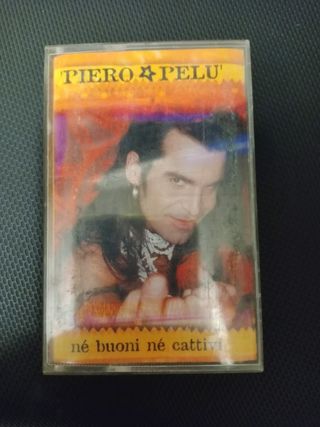 'PIERO PELU'
né buoni né cattivi